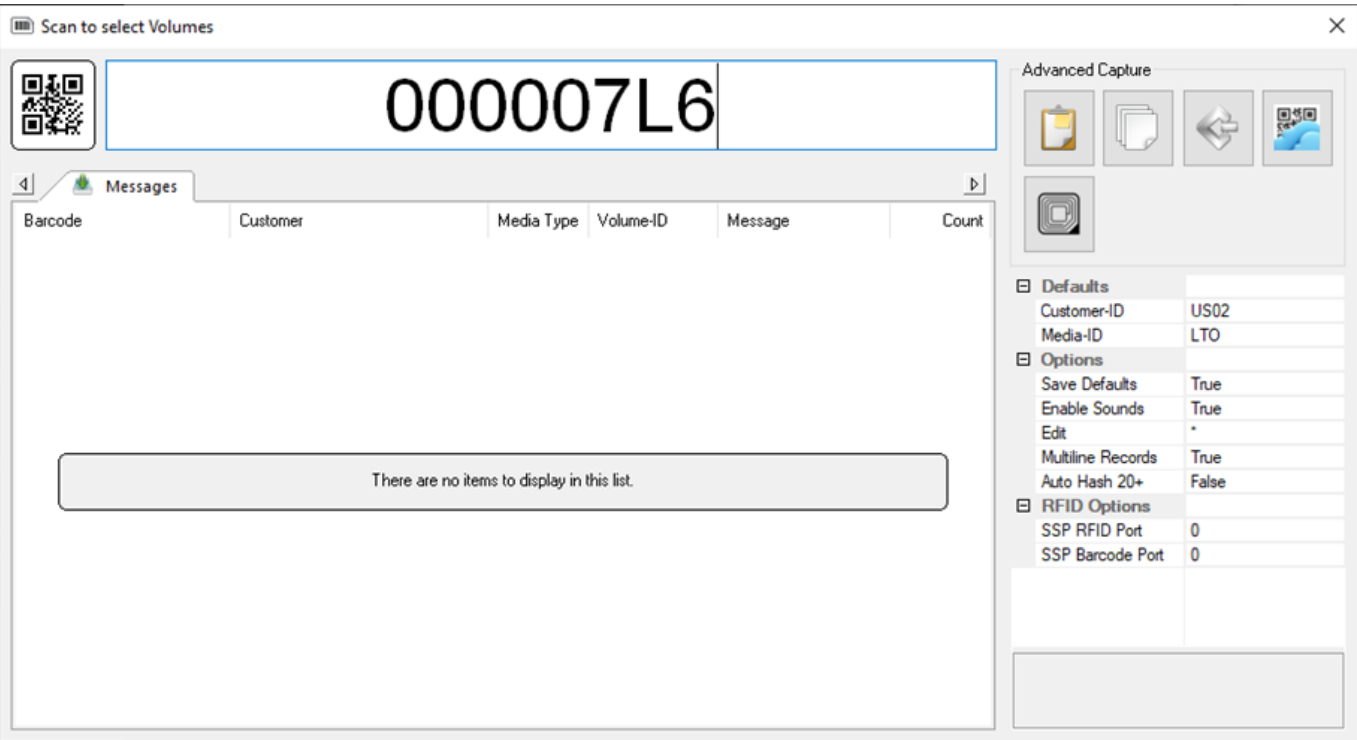 Scan to select Volumes
000007L6
Messages
Barcode Customer Media Type Volume-ID Message Count
There are no items to display in this list.
Advanced Capture
Defaults
Customer-ID US02
Media-ID LTO
Options
Save Defaults True
Enable Sounds True
Edit *
Multiline Records True
Auto Hash 20+ False
RFID Options
SSP RFID Port 0
SSP Barcode Port 0